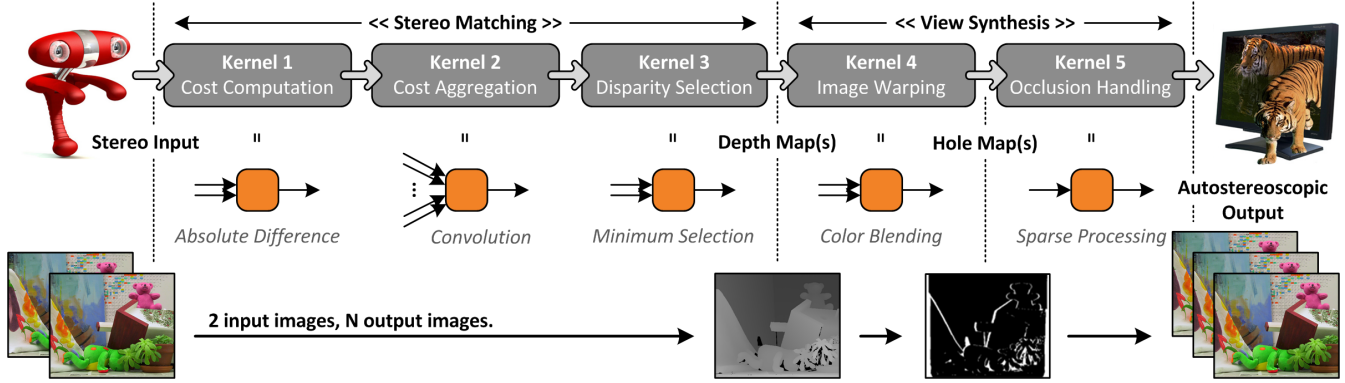 << Stereo Matching >>
<< View Synthesis >>
Kernel 1
Cost Computation
Kernel 2
Cost Aggregation
Kernel 3
Disparity Selection
Kernel 4
Image Warping
Kernel 5
Occlusion Handling
Stereo Input
"
"
"
Depth Map(s)
"
Hole Map(s)
"
Autostereoscopic
Output
Absolute Difference
Convolution
Minimum Selection
Color Blending
Sparse Processing
2 input images, N output images.